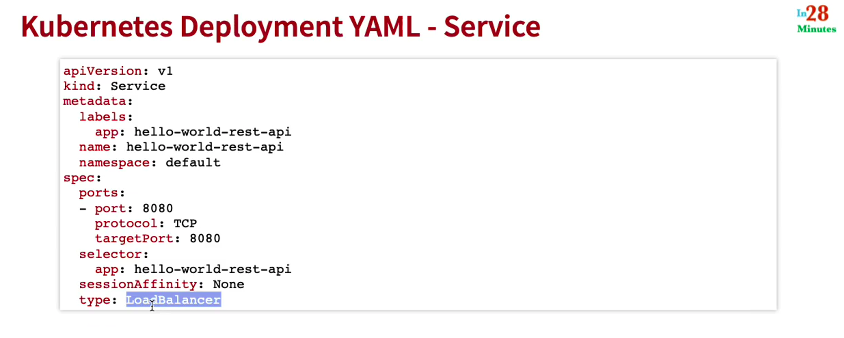 Kubernetes Deployment YAML - Service
In28
Minutes
apiVersion: v1
kind: Service
metadata:
  labels:
    app: hello-world-rest-api
  name: hello-world-rest-api
  namespace: default
spec:
  ports:
  - port: 8080
    protocol: TCP
    targetPort: 8080
  selector:
    app: hello-world-rest-api
  sessionAffinity: None
  type: LoadBalancer